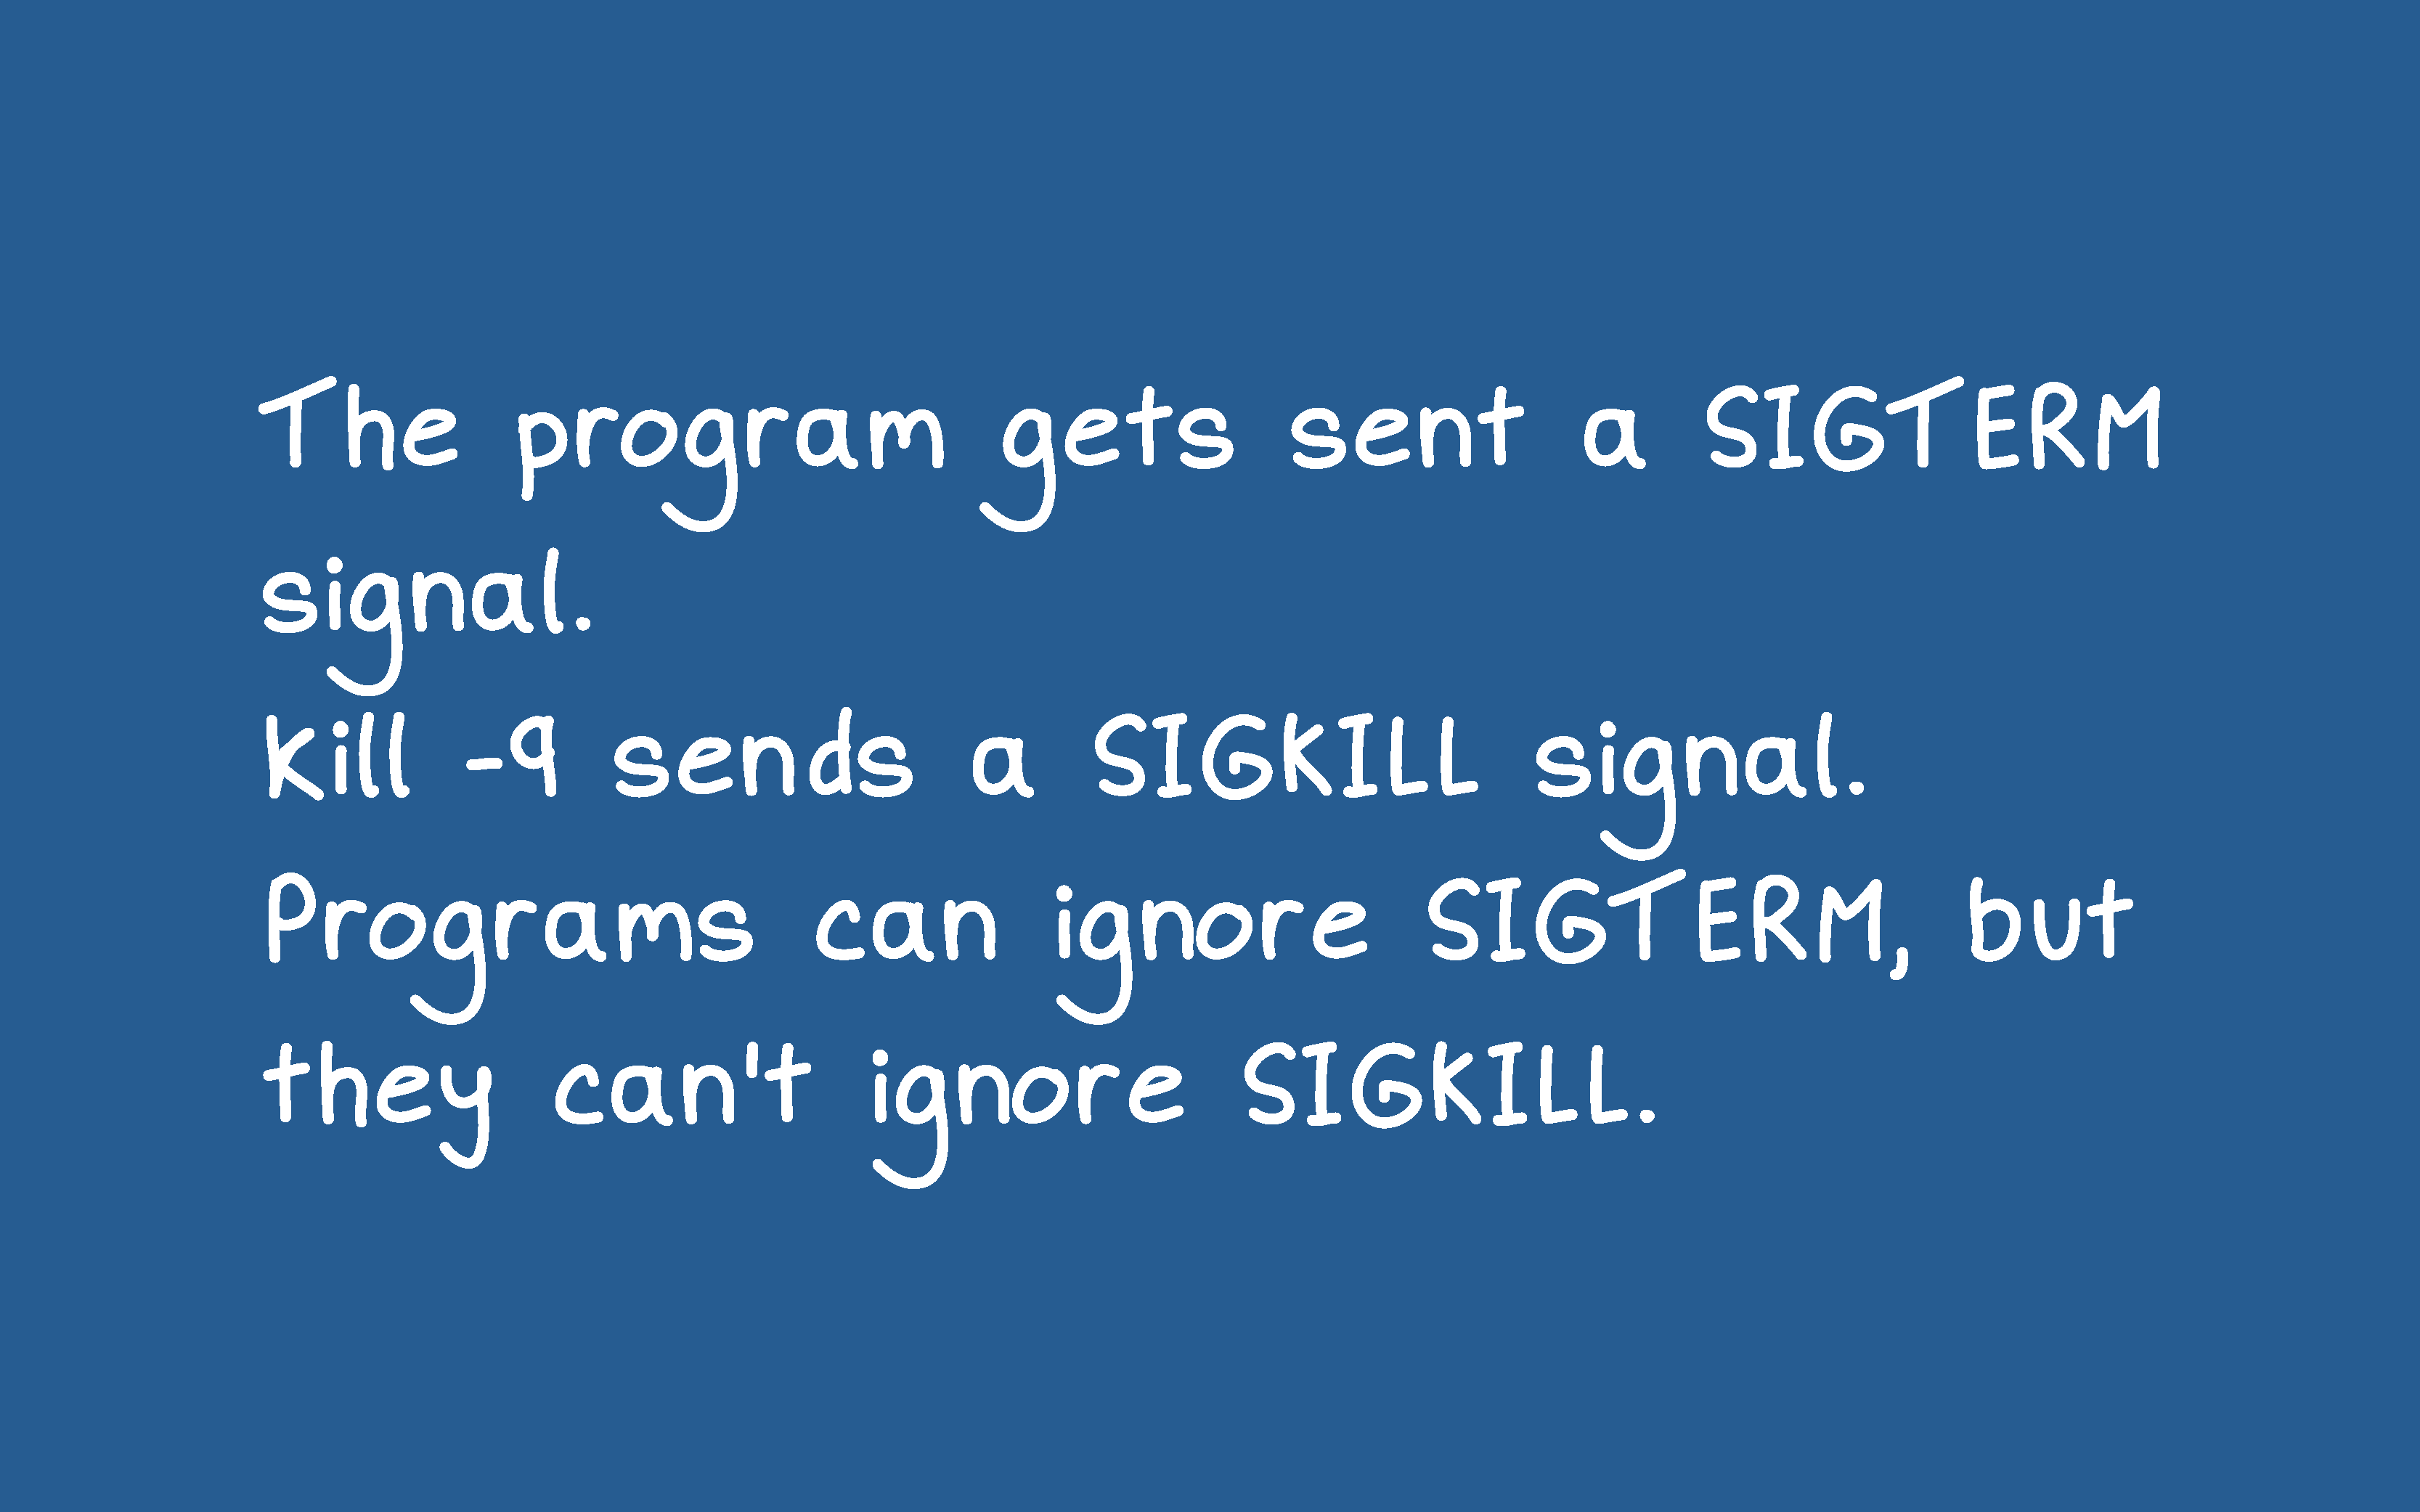 The program gets sent a SIGTERM
signal.
Kill -9 sends a SIGKILL signal.
Programs can ignore SIGTERM, but
they can't ignore SIGKILL.